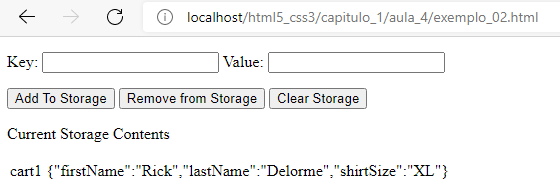 localhost/html5_css3/capitulo_1/aula_4/exemplo_02.html
Key: Value:
Add To Storage Remove from Storage Clear Storage
Current Storage Contents
cart1 {"firstName":"Rick","lastName":"Delorme","shirtSize":"XL"}